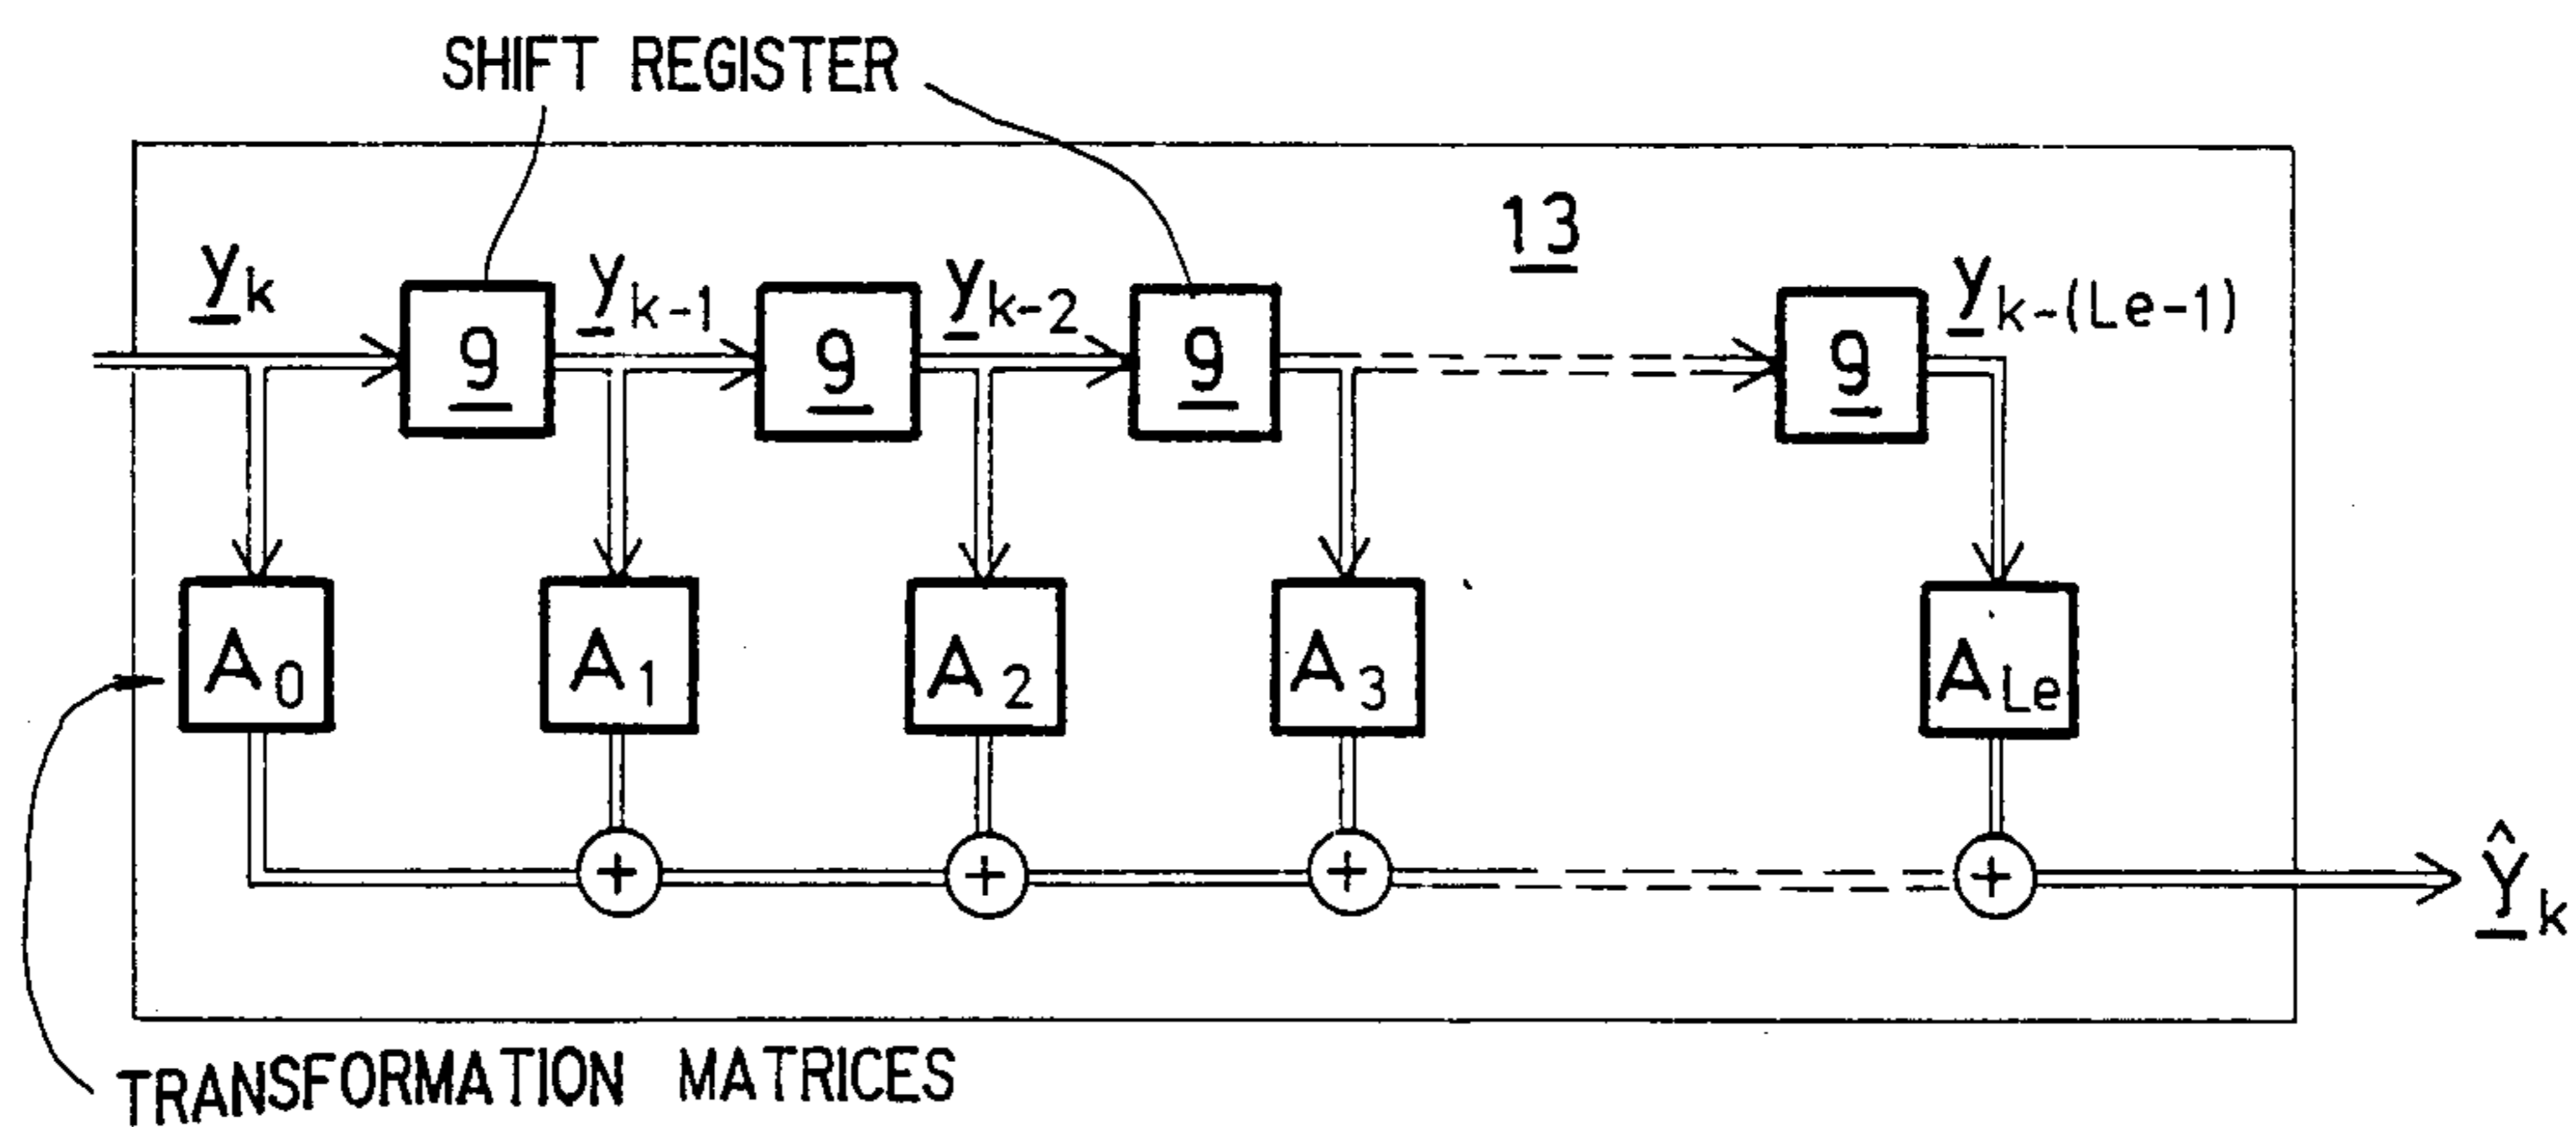 SHIFT REGISTER
13
y_k 9 y_k-1 9 y_k-2 9 9 y_k-(Le-1)
A_0 A_1 A_2 A_3 A_Le
+ + + + Ŷ_k
TRANSFORMATION MATRICES